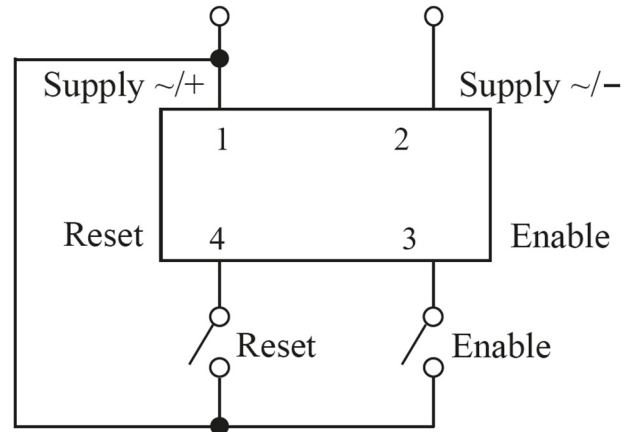 Supply ~/+
Supply ~/−
1
2
Reset
4
3
Enable
Reset
Enable